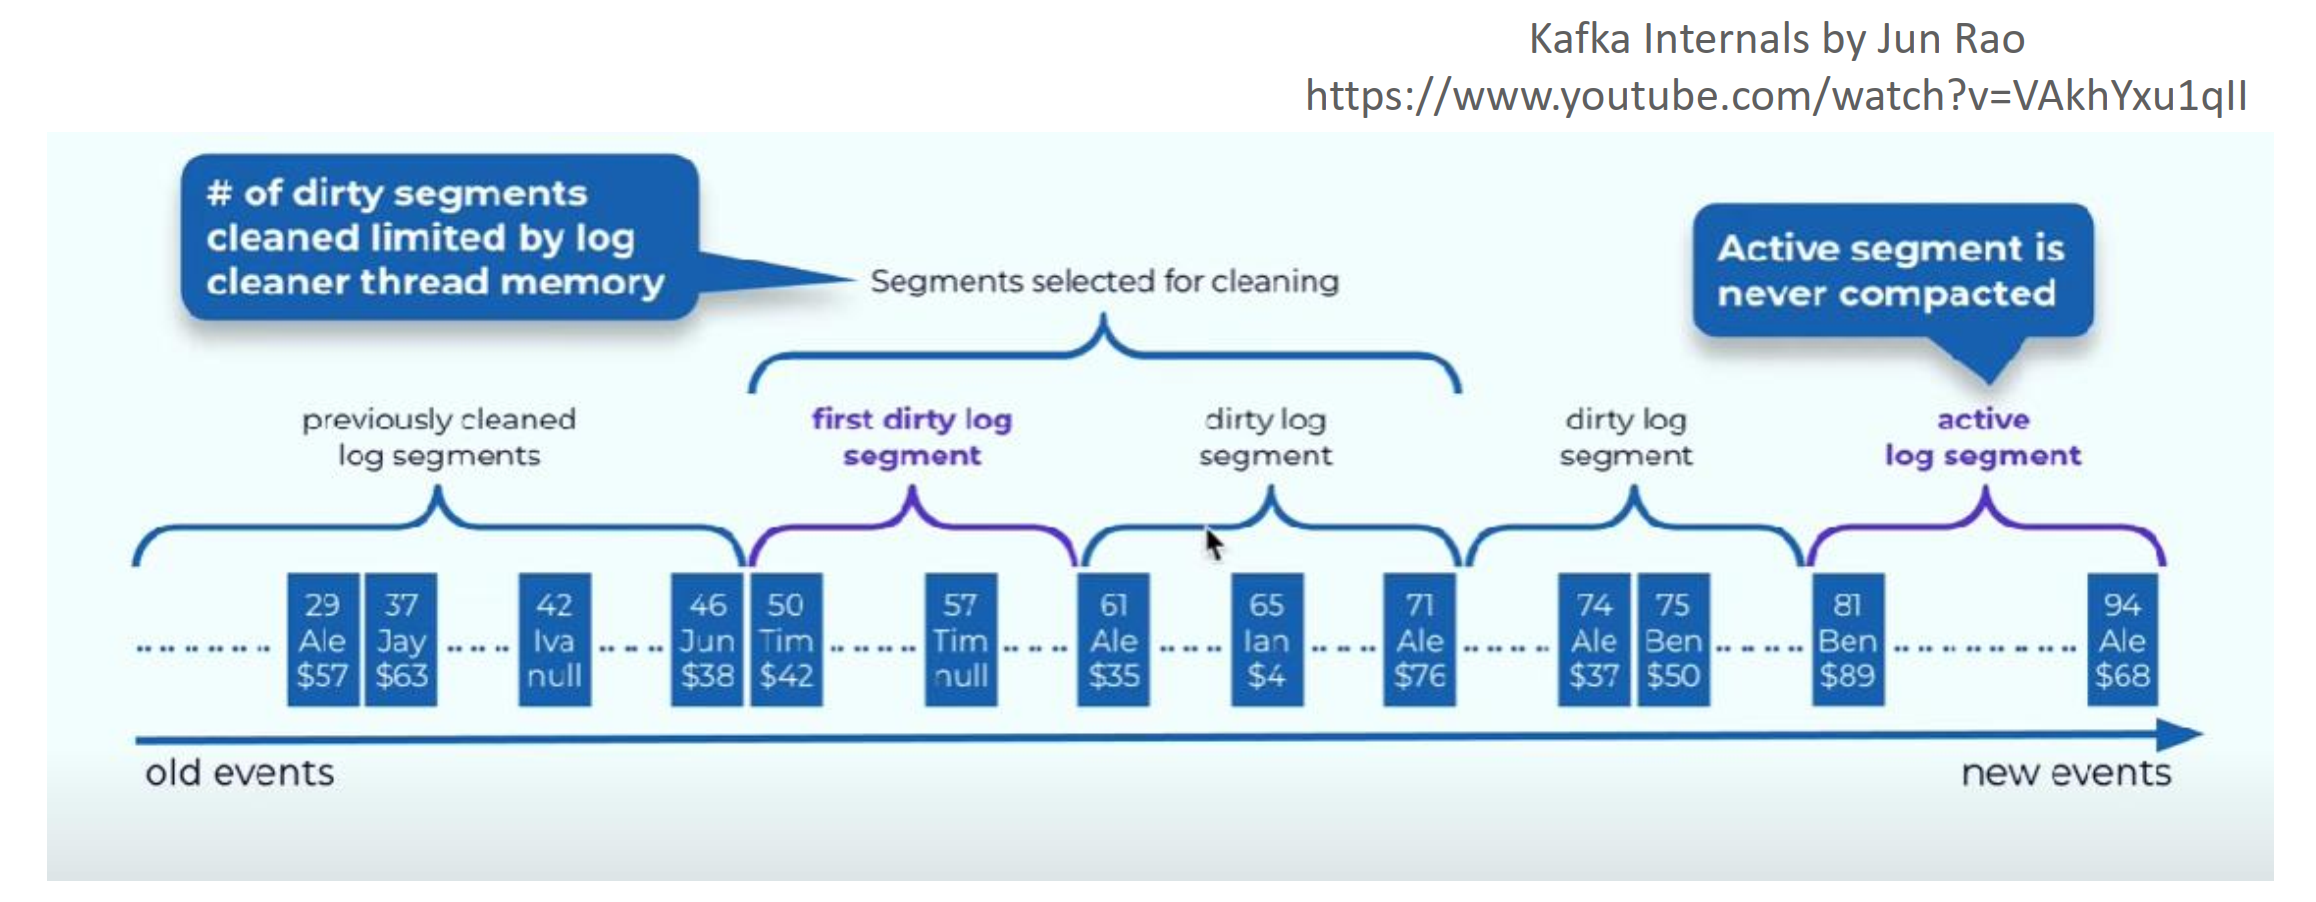 Kafka Internals by Jun Rao
https://www.youtube.com/watch?v=VAkhYxu1qII
# of dirty segments
cleaned limited by log
cleaner thread memory
Segments selected for cleaning
Active segment is
never compacted
previously cleaned
log segments
first dirty log
segment
dirty log
segment
dirty log
segment
active
log segment
29
Ale
$57
37
Jay
$63
42
Iva
null
46
Jun
$38
50
Tim
$42
57
Tim
null
61
Ale
$35
65
Ian
$4
71
Ale
$76
74
Ale
$37
75
Ben
$50
81
Ben
$89
94
Ale
$68
old events
new events